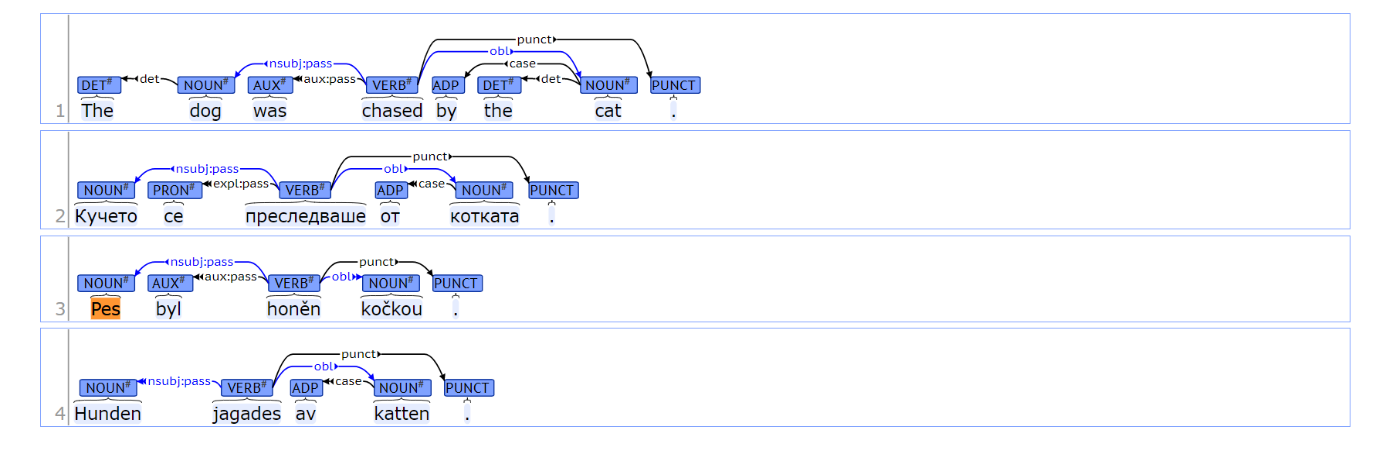 punct
obl
nsubj:pass case
det aux:pass det
DET# NOUN# AUX# VERB# ADP DET# NOUN# PUNCT
1 The dog was chased by the cat .
punct
nsubj:pass obl
expl:pass case
NOUN# PRON# VERB# ADP NOUN# PUNCT
2 Кучето се преследваше от котката .
nsubj:pass punct
aux:pass obl
NOUN# AUX# VERB# NOUN# PUNCT
3 Pes byl honěn kočkou .
punct
obl
nsubj:pass case
NOUN# VERB# ADP NOUN# PUNCT
4 Hunden jagades av katten .